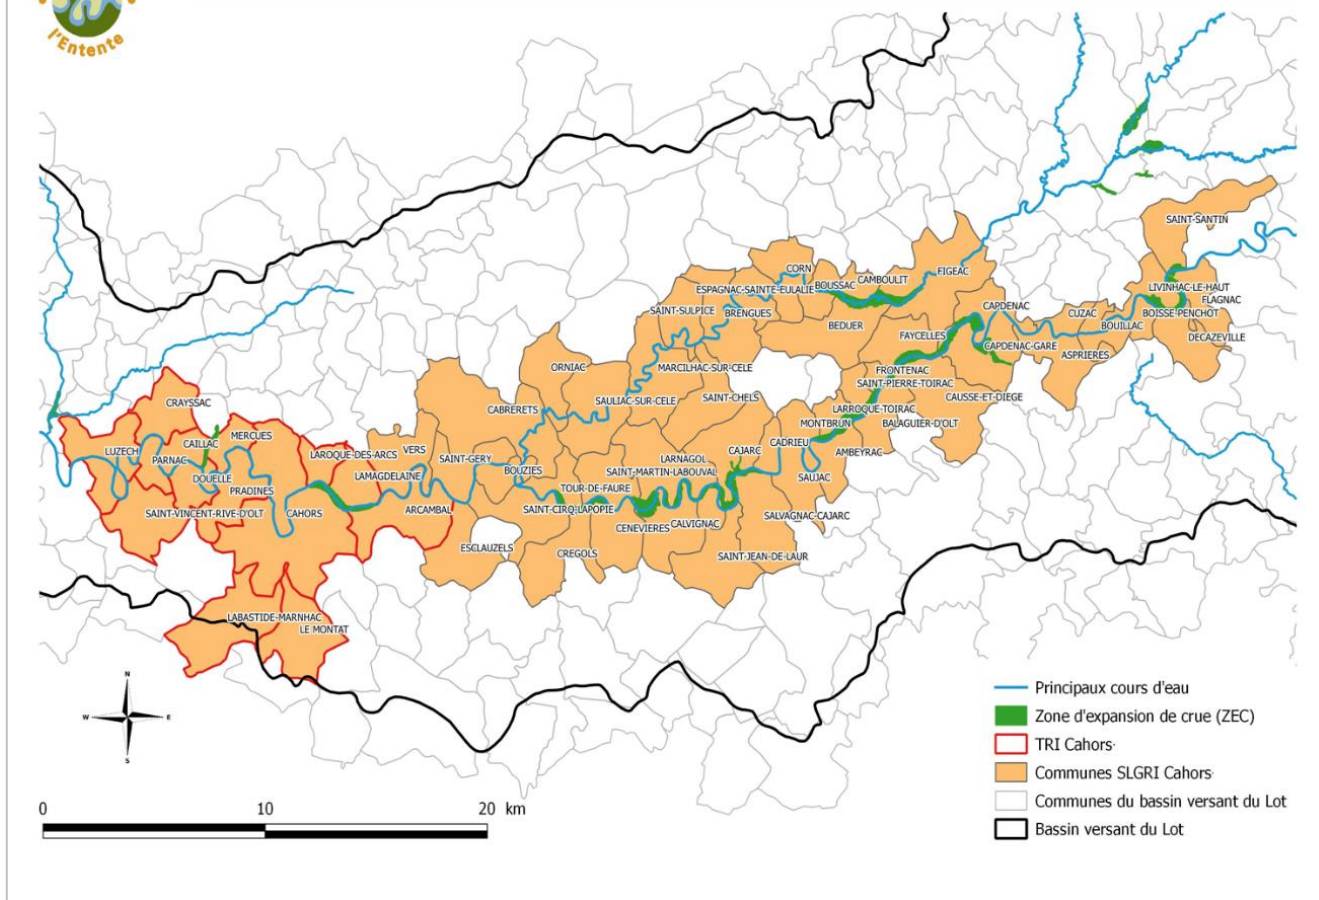 l'Entente
SAINT-SANTIN
CORN
ESPAGNAC-SAINTE-EULALIE
BOUSSAC
CAMBOULIT
FIGEAC
LIVINHAC-LE-HAUT
FLAGNAC
SAINT-SULPICE
BRENGUES
CAPDENAC
CUZAC
BOISSE-PENCHOT
BOUILLAC
BEDUER
FAYCELLES
CAPDENAC-GARE
DECAZEVILLE
ASPRIERES
ORNIAC
MARCILHAC-SUR-CELE
FRONTENAC
SAINT-PIERRE-TOIRAC
CRAYSSAC
CABRERETS
SAULIAC-SUR-CELE
SAINT-CHELS
CAUSSE-ET-DIEGE
LARROQUE-TOIRAC
MONTBRUN
BALAGUIER-D'OLT
CAILLAC
MERCUES
LUZECH
PARNAC
LAROQUE-DES-ARCS
VERS
SAINT-GERY
CADRIEU
CAJARC
AMBEYRAC
LARNAGOL
DOUELLE
LAMAGDELAINE
BOUZIES
SAINT-MARTIN-LABOUVAL
SAUJAC
PRADINES
TOUR-DE-FAURE
SAINT-VINCENT-RIVE-D'OLT
CAHORS
ARCAMBAL
SAINT-CIRQ-LAPOPIE
CENEVIERES
CALVIGNAC
SALVAGNAC-CAJARC
ESCLAUZELS
CREGOLS
SAINT-JEAN-DE-LAUR
LABASTIDE-MARNHAC
LE MONTAT
N
W
E
S
0 10 20 km
Principaux cours d'eau
Zone d'expansion de crue (ZEC)
TRI Cahors
Communes SLGRI Cahors
Communes du bassin versant du Lot
Bassin versant du Lot